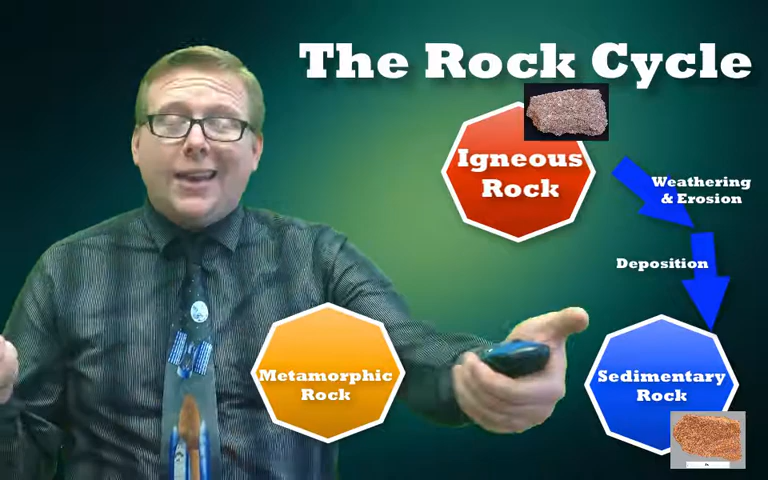 The Rock Cycle
Igneous
Rock
Weathering
& Erosion
Deposition
Metamorphic
Rock
Sedimentary
Rock